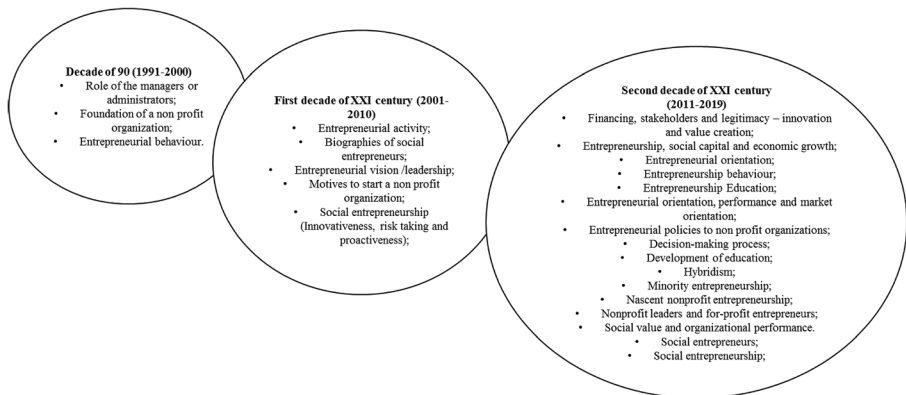 Decade of 90 (1991-2000)
• Role of the managers or
administrators;
• Foundation of a non profit
organization;
• Entrepreneurial behaviour.
First decade of XXI century (2001-
2010)
• Entrepreneurial activity;
• Biographies of social
entrepreneurs;
• Entrepreneurial vision /leadership;
• Motives to start a non profit
organization;
• Social entrepreneurship
(Innovativeness, risk taking and
proactiveness);
Second decade of XXI century
(2011-2019)
• Financing, stakeholders and legitimacy – innovation
and value creation;
• Entrepreneurship, social capital and economic growth;
• Entrepreneurial orientation;
• Entrepreneurship behaviour;
• Entrepreneurship Education;
• Entrepreneurial orientation, performance and market
orientation;
• Entrepreneurial policies to non profit organizations;
• Decision-making process;
• Development of education;
• Hybridism;
• Minority entrepreneurship;
• Nascent nonprofit entrepreneurship;
• Nonprofit leaders and for-profit entrepreneurs;
• Social value and organizational performance.
• Social entrepreneurs;
• Social entrepreneurship;